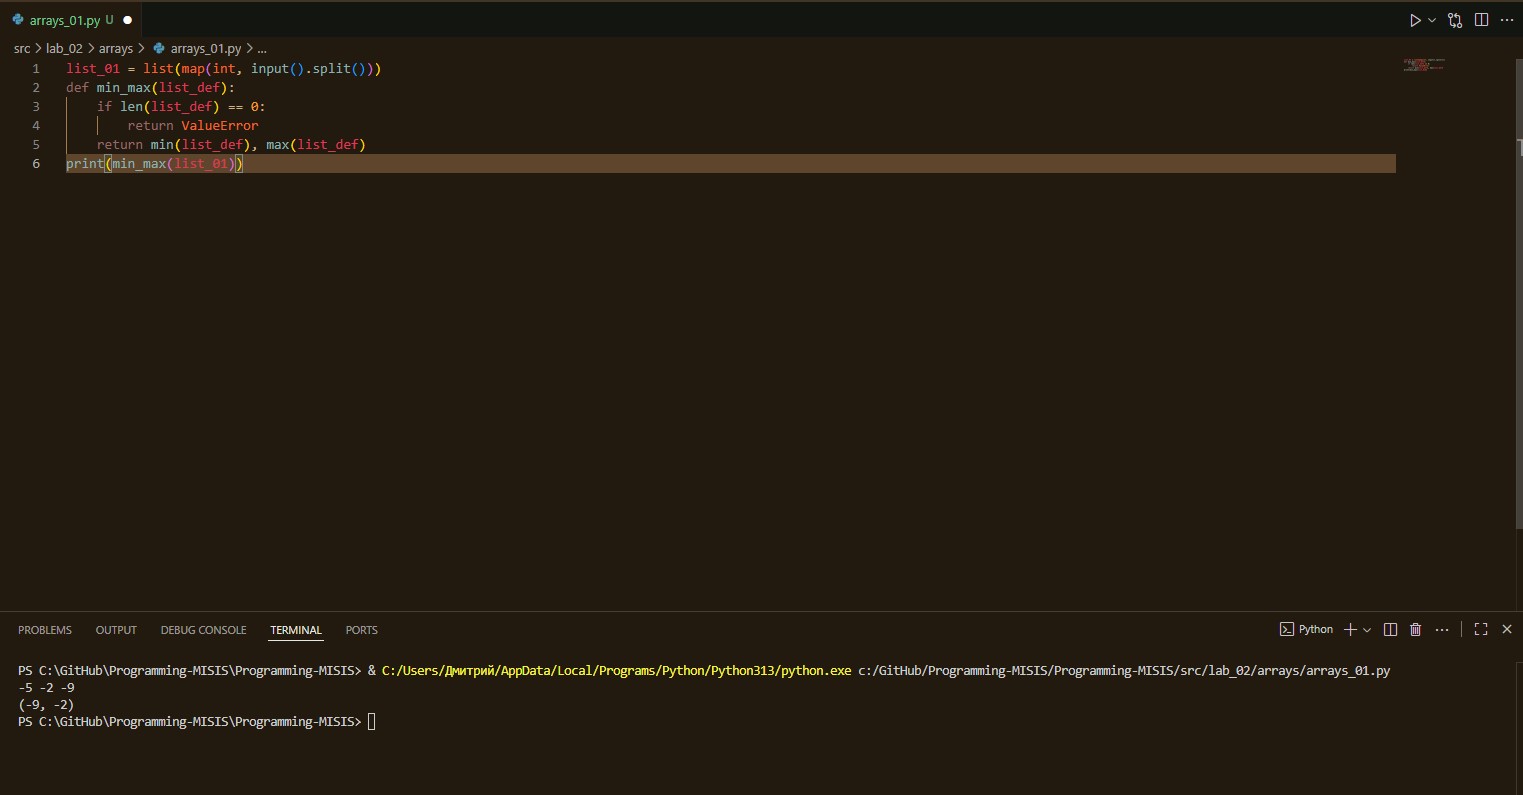 arrays_01.py U
src > lab_02 > arrays > arrays_01.py > ...
1 list_01 = list(map(int, input().split()))
2 def min_max(list_def):
3     if len(list_def) == 0:
4         return ValueError
5     return min(list_def), max(list_def)
6 print(min_max(list_01))
PROBLEMS OUTPUT DEBUG CONSOLE TERMINAL PORTS Python
PS C:\GitHub\Programming-MISIS\Programming-MISIS> & C:/Users/Дмитрий/AppData/Local/Programs/Python/Python313/python.exe c:/GitHub/Programming-MISIS/Programming-MISIS/src/lab_02/arrays/arrays_01.py
-5 -2 -9
(-9, -2)
PS C:\GitHub\Programming-MISIS\Programming-MISIS>